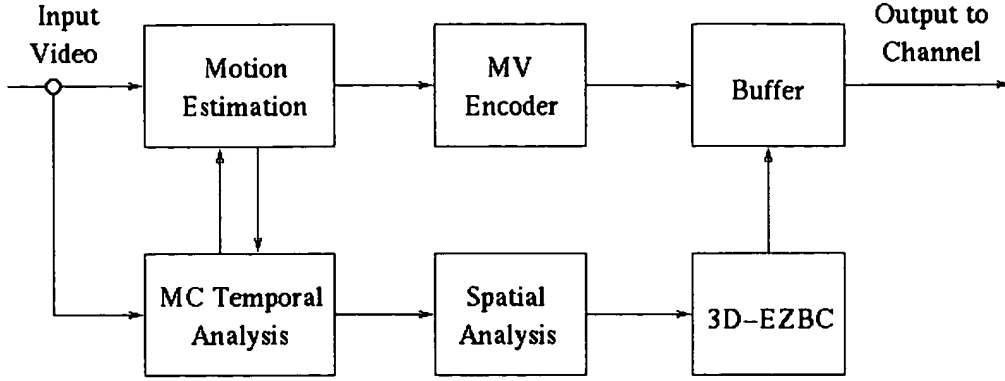 Input
Video
Output to
Channel
Motion
Estimation
MV
Encoder
Buffer
MC Temporal
Analysis
Spatial
Analysis
3D-EZBC